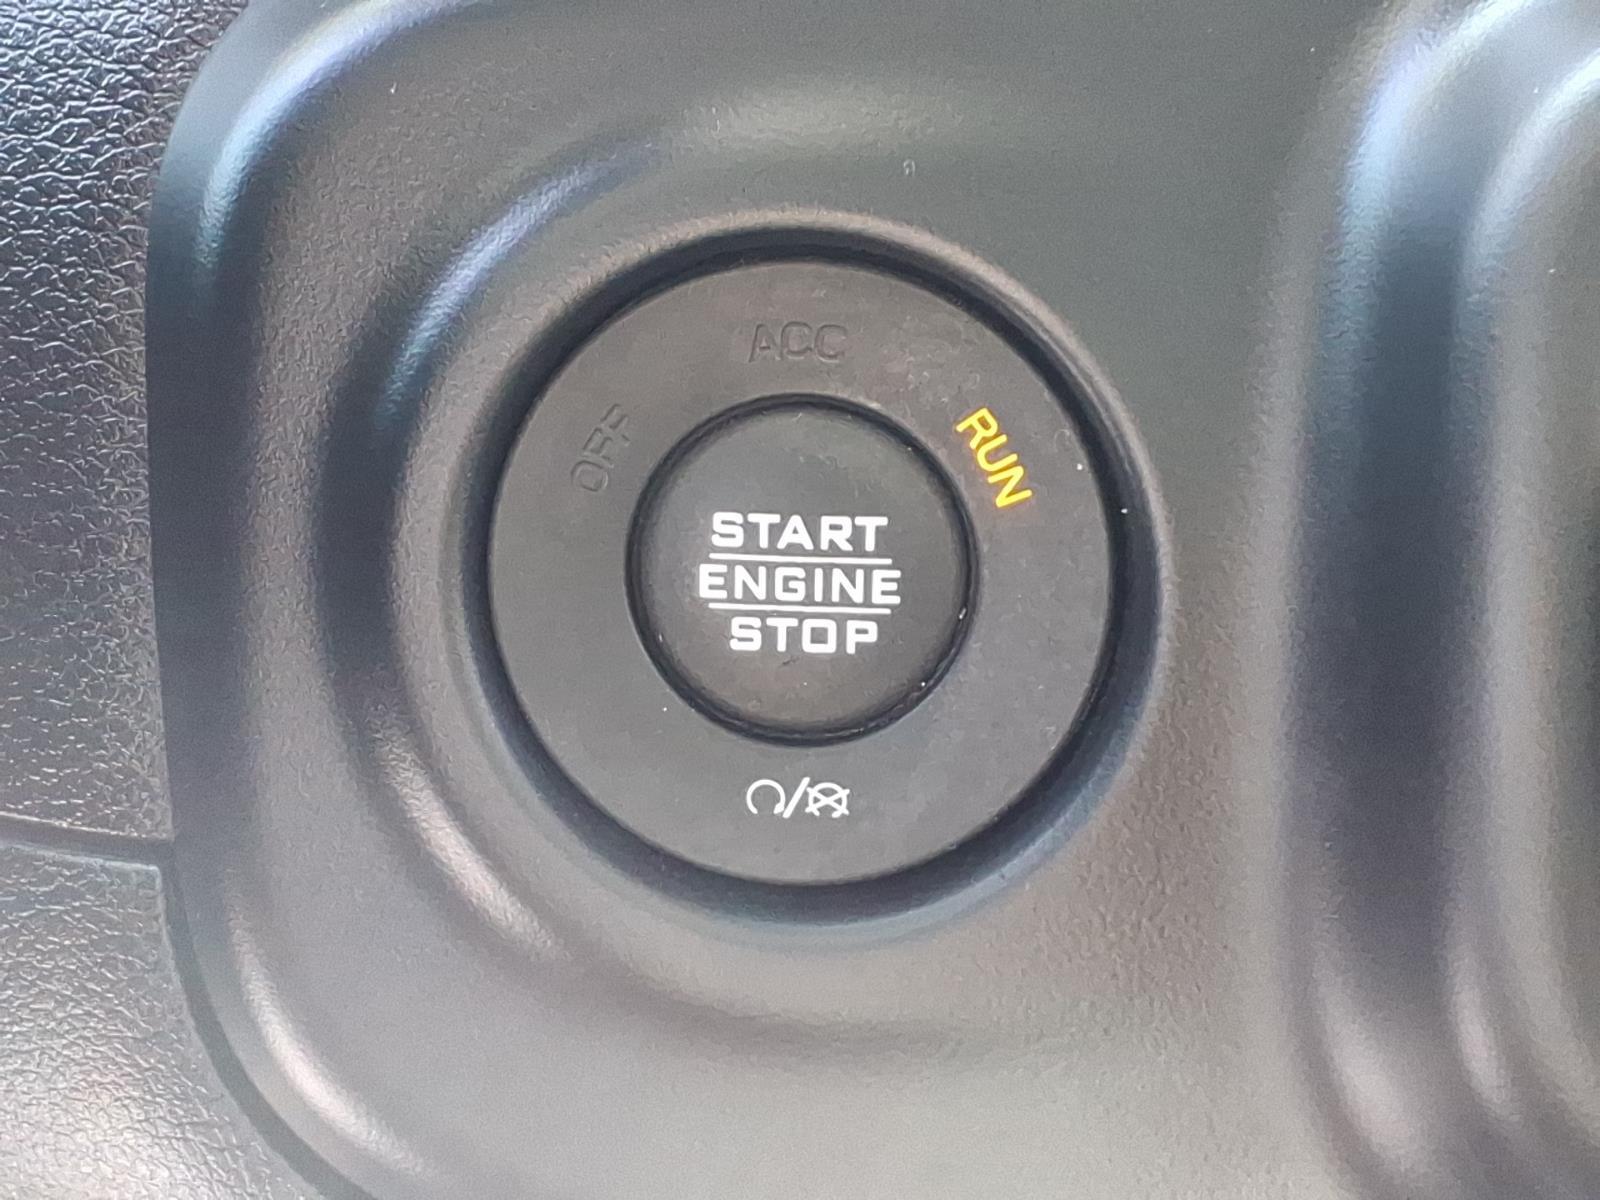 ACC
OFF
RUN
START
ENGINE
STOP